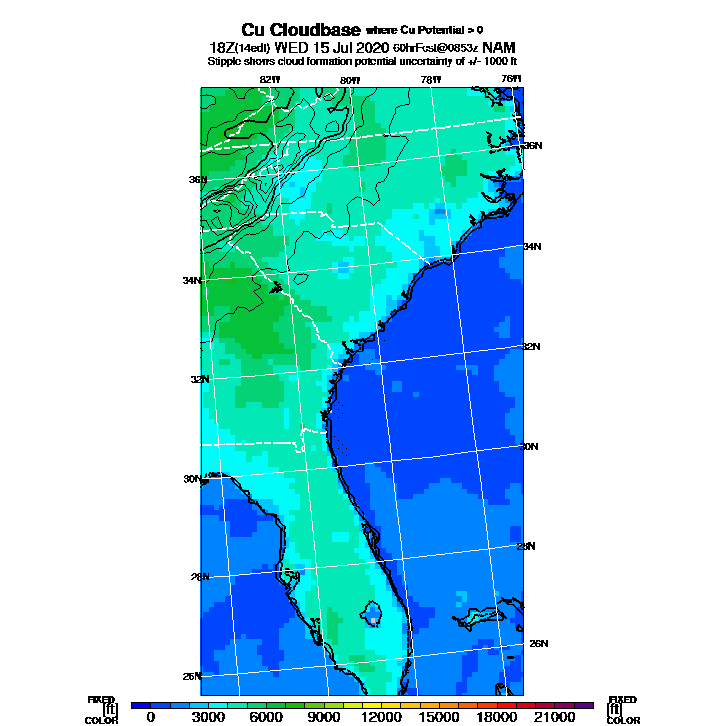 Cu Cloudbase where Cu Potential > 0
18Z(14edt) WED 15 Jul 2020 60hrFcst@0853z NAM
Stipple shows cloud formation potential uncertainty of +/- 1000 ft
82W 80W 78W 76W
36N
36N
34N
34N
32N
32N
30N
30N
28N
28N
26N
26N
FIXED FIXED
[ft] [ft]
COLOR COLOR
0 3000 6000 9000 12000 15000 18000 21000